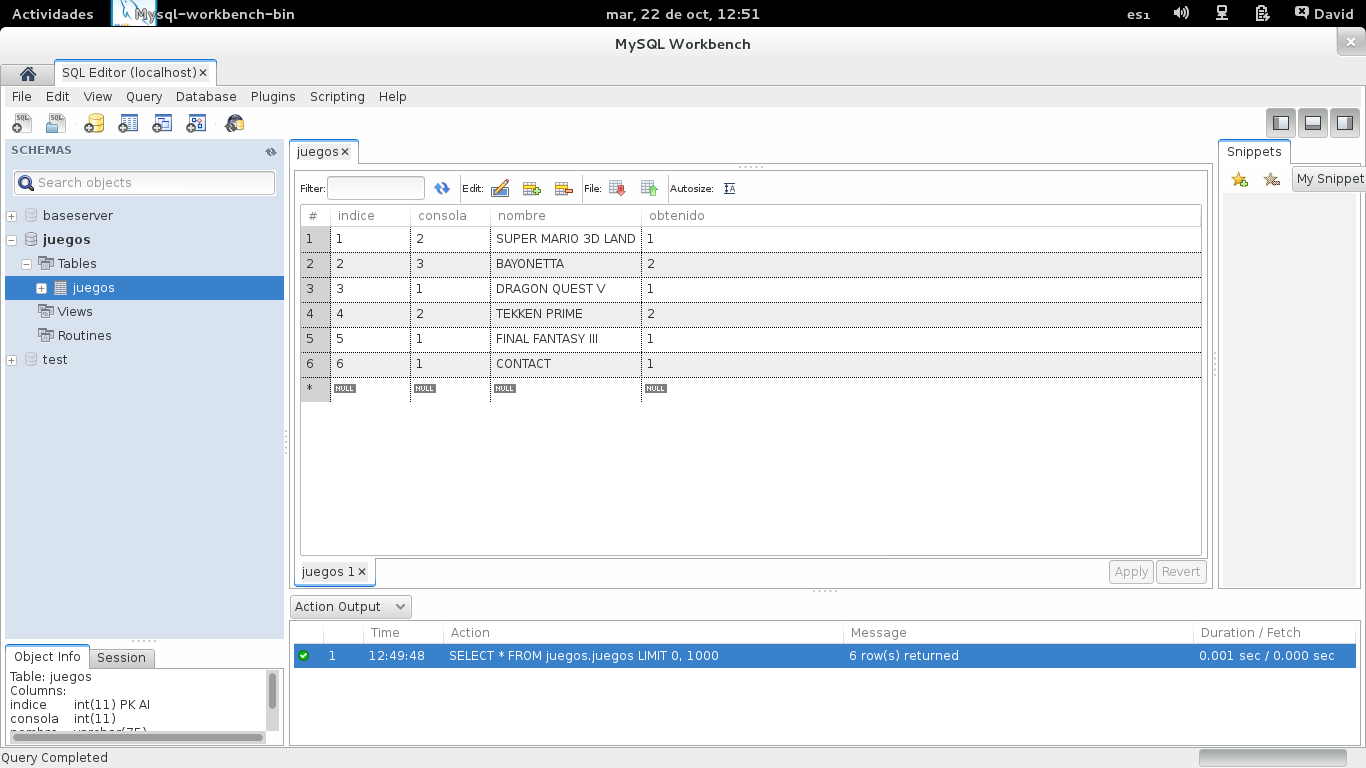 Actividades Mysql-workbench-bin mar, 22 de oct, 12:51 es1 David
MySQL Workbench
SQL Editor (localhost)
File Edit View Query Database Plugins Scripting Help
SCHEMAS
Search objects
baseserver
juegos
Tables
juegos
Views
Routines
test
juegos
Filter: Edit: File: Autosize:
# indice consola nombre obtenido
1 1 2 SUPER MARIO 3D LAND 1
2 2 3 BAYONETTA 2
3 3 1 DRAGON QUEST V 1
4 4 2 TEKKEN PRIME 2
5 5 1 FINAL FANTASY III 1
6 6 1 CONTACT 1
* NULL NULL NULL NULL
juegos 1
Apply Revert
Snippets
My Snippet
Action Output
Time Action Message Duration / Fetch
1 12:49:48 SELECT * FROM juegos.juegos LIMIT 0, 1000 6 row(s) returned 0.001 sec / 0.000 sec
Object Info Session
Table: juegos
Columns:
indice int(11) PK AI
consola int(11)
nombre varchar(75)
Query Completed